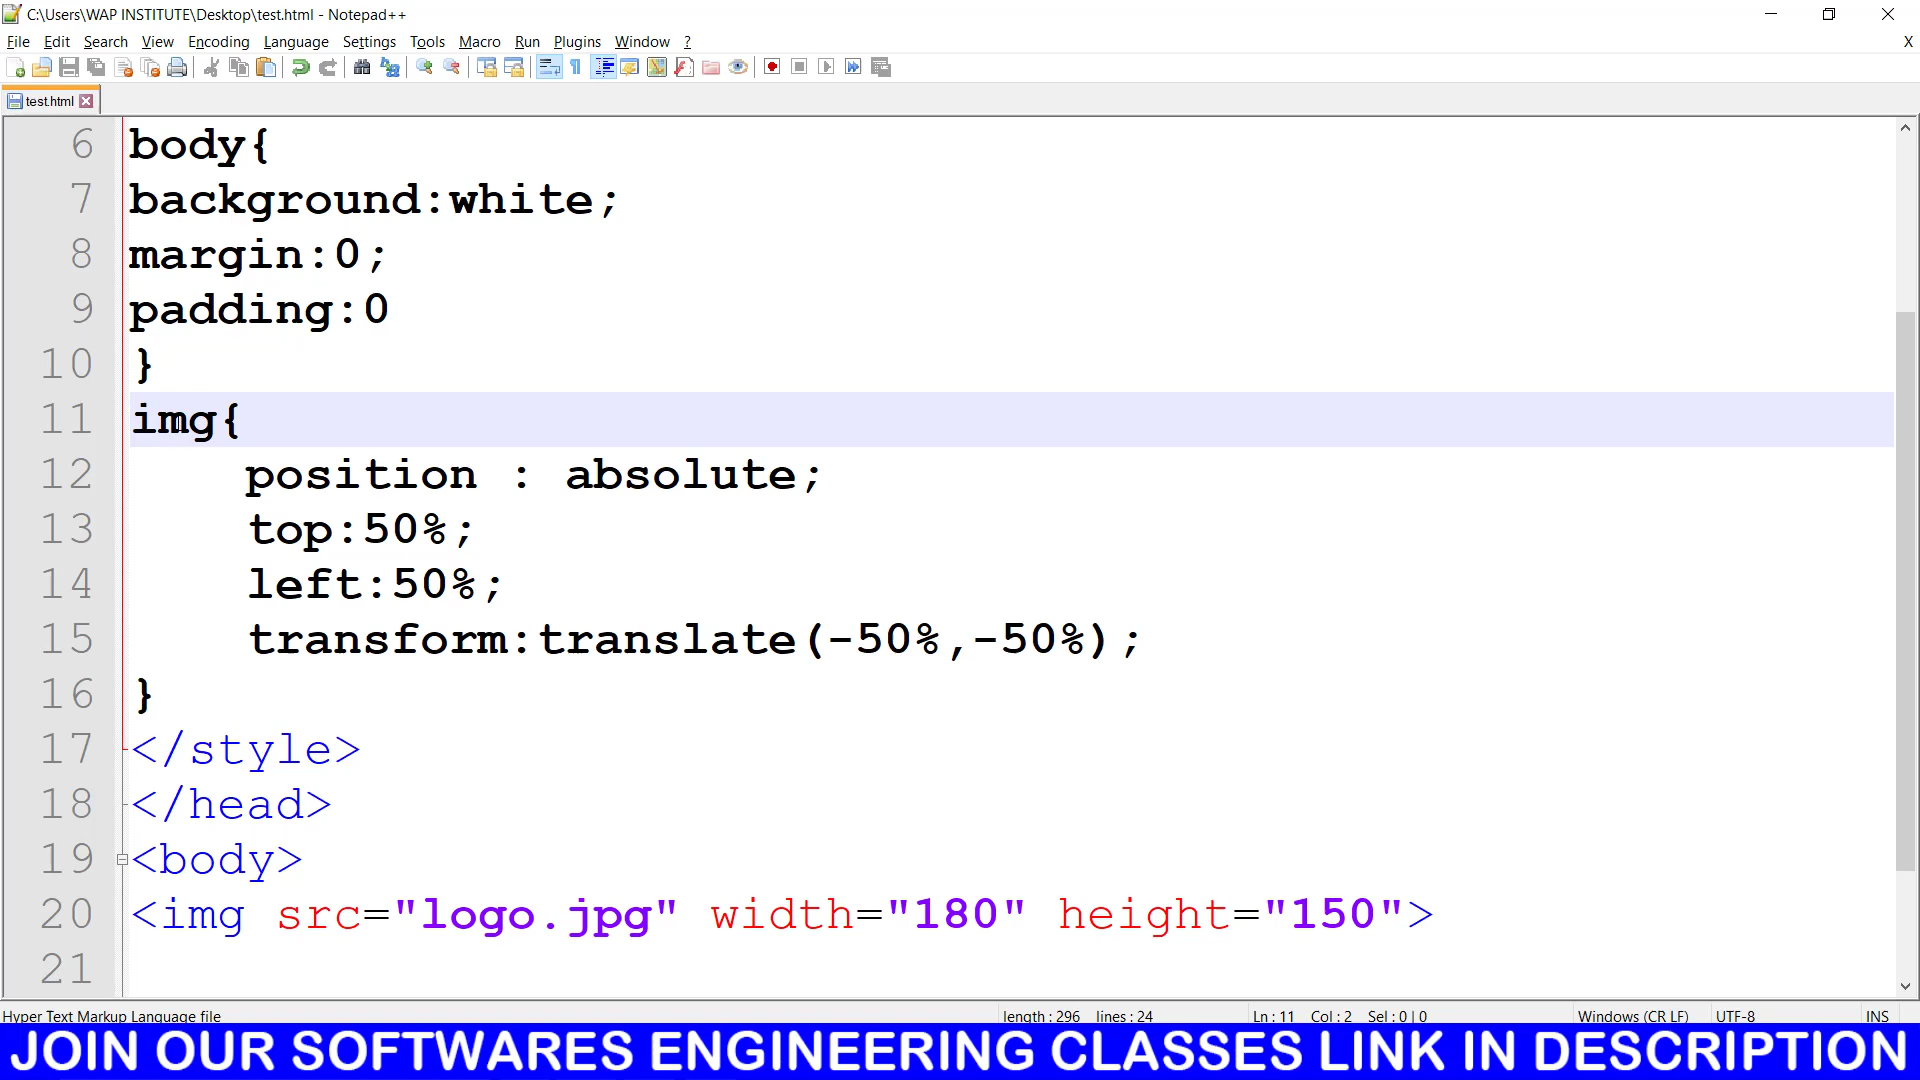 C:\Users\WAP INSTITUTE\Desktop\test.html - Notepad++
File Edit Search View Encoding Language Settings Tools Macro Run Plugins Window ? X
test.html
6 body{
7 background:white;
8 margin:0;
9 padding:0
10 }
11 img{
12 position : absolute;
13 top:50%;
14 left:50%;
15 transform:translate(-50%,-50%);
16 }
17 </style>
18 </head>
19 <body>
20 <img src="logo.jpg" width="180" height="150">
21
Hyper Text Markup Language file length : 296 lines : 24 Ln : 11 Col : 2 Sel : 0 | 0 Windows (CR LF) UTF-8 INS
JOIN OUR SOFTWARES ENGINEERING CLASSES LINK IN DESCRIPTION